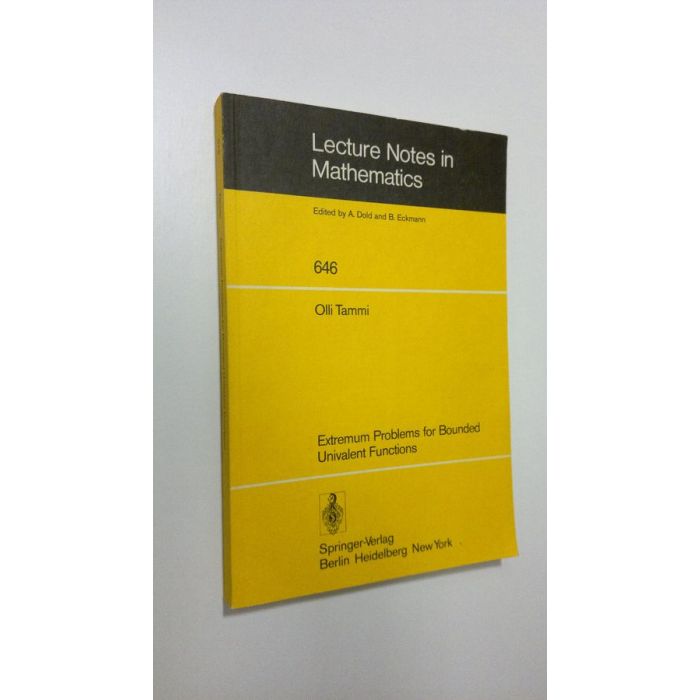 Lecture Notes in
Mathematics
Edited by A. Dold and B. Eckmann
646
Olli Tammi
Extremum Problems for Bounded
Univalent Functions
Springer-Verlag
Berlin Heidelberg New York